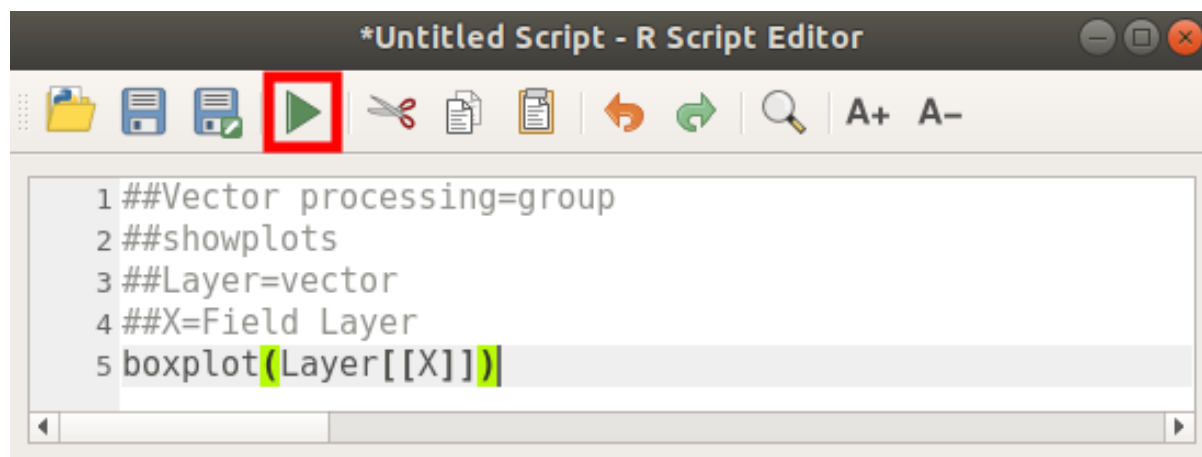 *Untitled Script - R Script Editor
A+ A-
1 ##Vector processing=group
2 ##showplots
3 ##Layer=vector
4 ##X=Field Layer
5 boxplot(Layer[[X]])